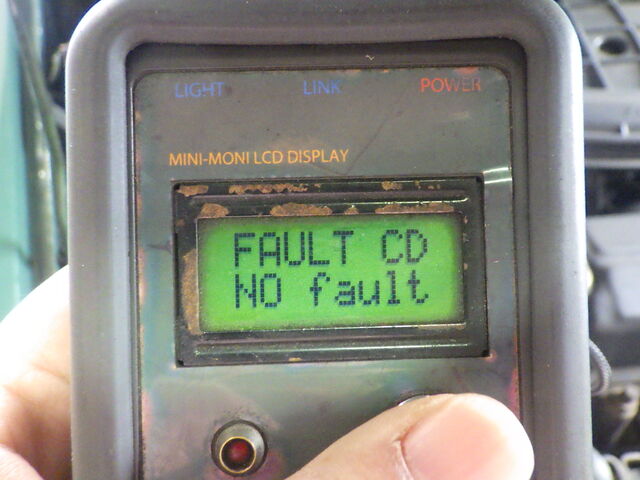 LIGHT LINK POWER
MINI-MONI LCD DISPLAY
FAULT CD
NO fault